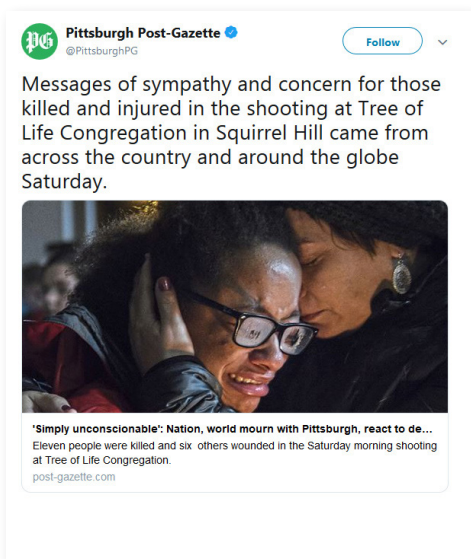 PG
Pittsburgh Post-Gazette
Follow
@PittsburghPG
Messages of sympathy and concern for those
killed and injured in the shooting at Tree of
Life Congregation in Squirrel Hill came from
across the country and around the globe
Saturday.
'Simply unconscionable': Nation, world mourn with Pittsburgh, react to de...
Eleven people were killed and six others wounded in the Saturday morning shooting
at Tree of Life Congregation.
post-gazette.com